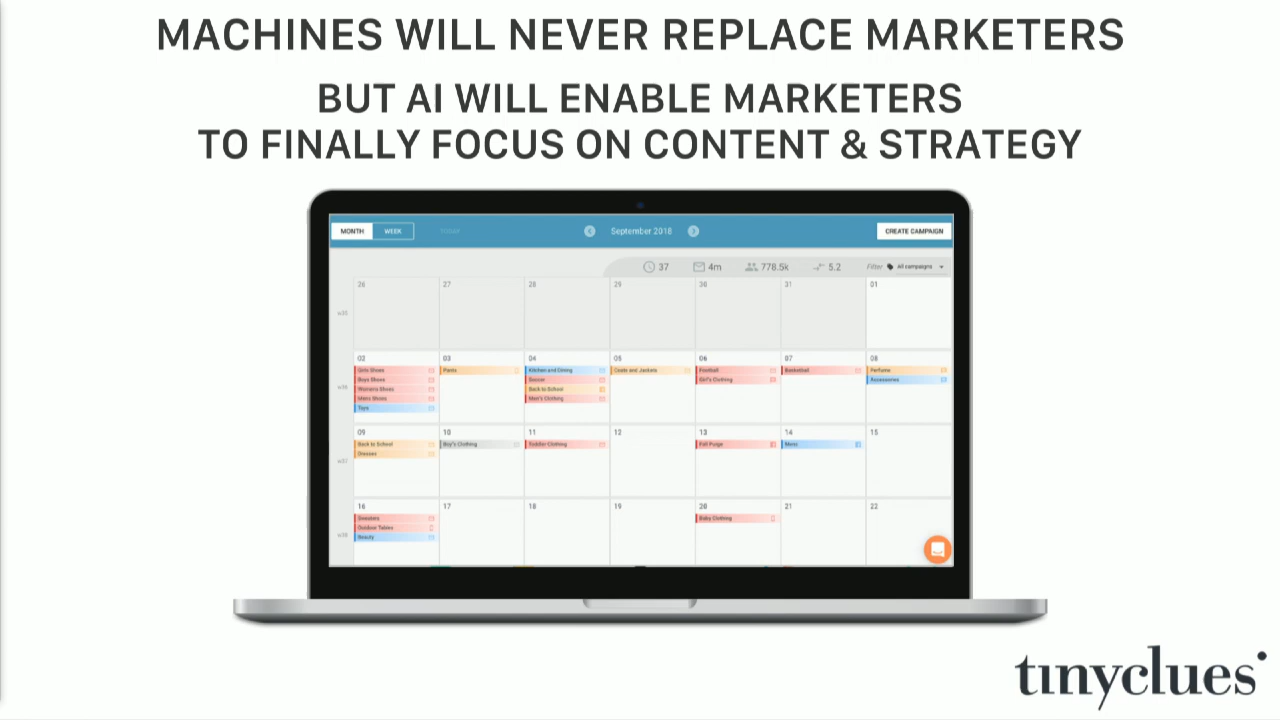 MACHINES WILL NEVER REPLACE MARKETERS
BUT AI WILL ENABLE MARKETERS
TO FINALLY FOCUS ON CONTENT & STRATEGY
MONTH WEEK TODAY September 2018 CREATE CAMPAIGN
37 4m 778.5k 5.2 Filter All campaigns
26 27 28 29 30 31 01
w35
02 03 04 05 06 07 08
Girls Shoes Pants Kitchen and Dining Coats and Jackets Football Basketball Perfume
Boys Shoes Soccer Girl's Clothing Accessories
w36 Womens Shoes Back to School
Mens Shoes Men's Clothing
Toys
09 10 11 12 13 14 15
Back to School Boy's Clothing Toddler Clothing Fall Purge Mens
Dresses
w37
16 17 18 19 20 21 22
Sweaters Baby Clothing
Outdoor Tables
w38 Beauty
tinyclues